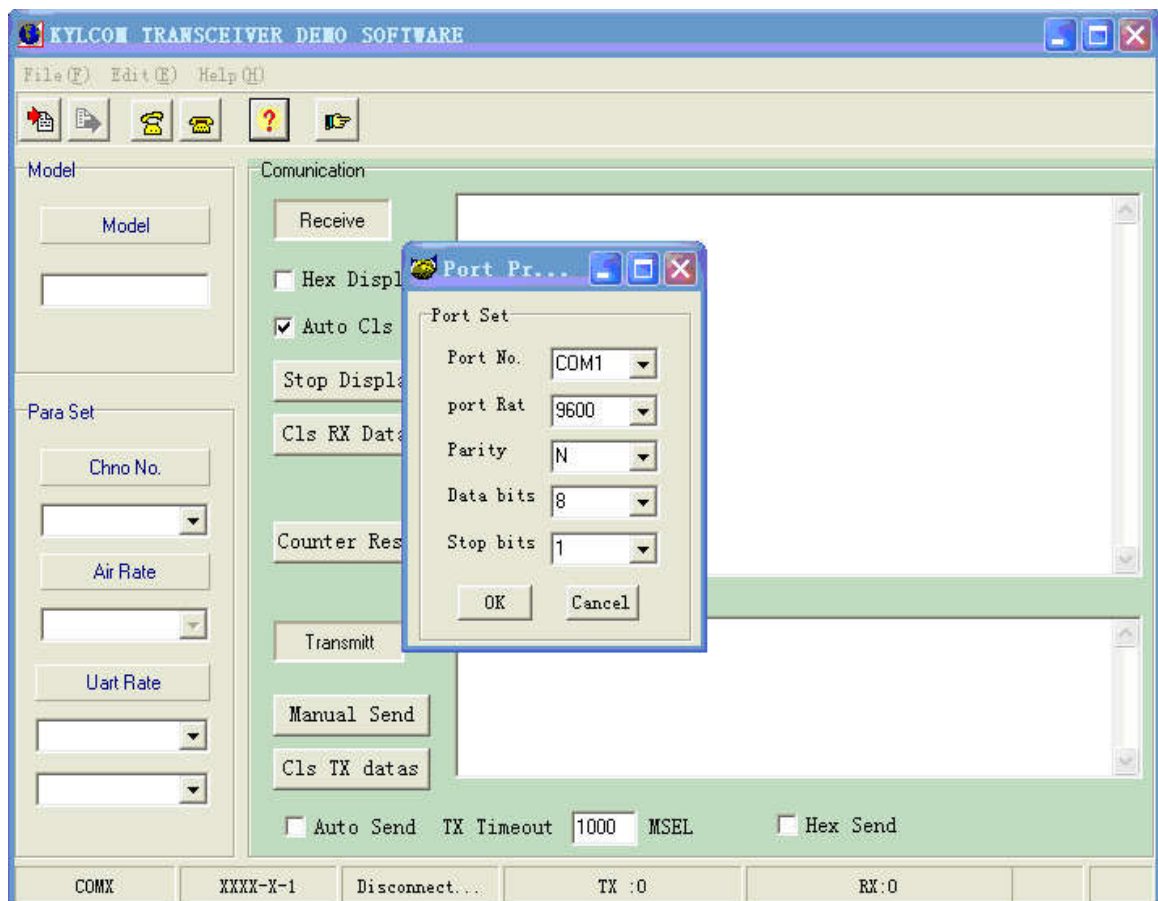 KYLCOM TRANSCEIVER DEMO SOFTWARE
File(F) Edit(E) Help(H)
Model
Model
Para Set
Chno No.
Air Rate
Uart Rate
Comunication
Receive
Hex Displ
Auto Cls
Stop Displa
Cls RX Data
Counter Res
Transmitt
Manual Send
Cls TX datas
Auto Send TX Timeout 1000 MSEL Hex Send
Port Pr...
Port Set
Port No. COM1
port Rat 9600
Parity N
Data bits 8
Stop bits 1
OK Cancel
COMX XXXX-X-1 Disconnect... TX :0 RX:0